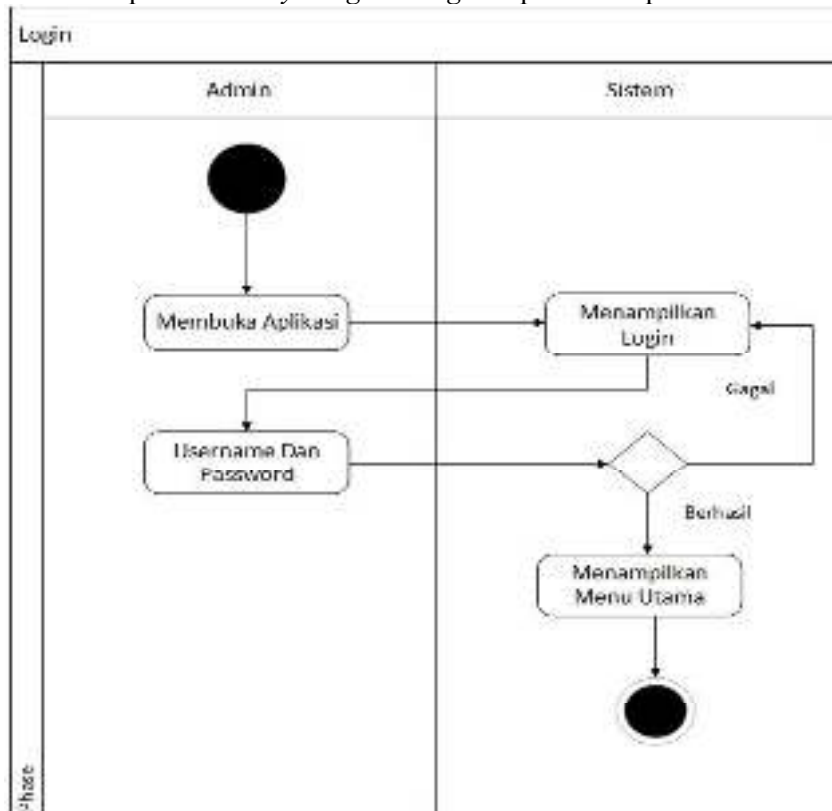 Login
Admin
Sistem
Membuka Aplikasi
Menampilkan
Login
Gagal
Username Dan
Password
Berhasil
Menampilkan
Menu Utama
Phase